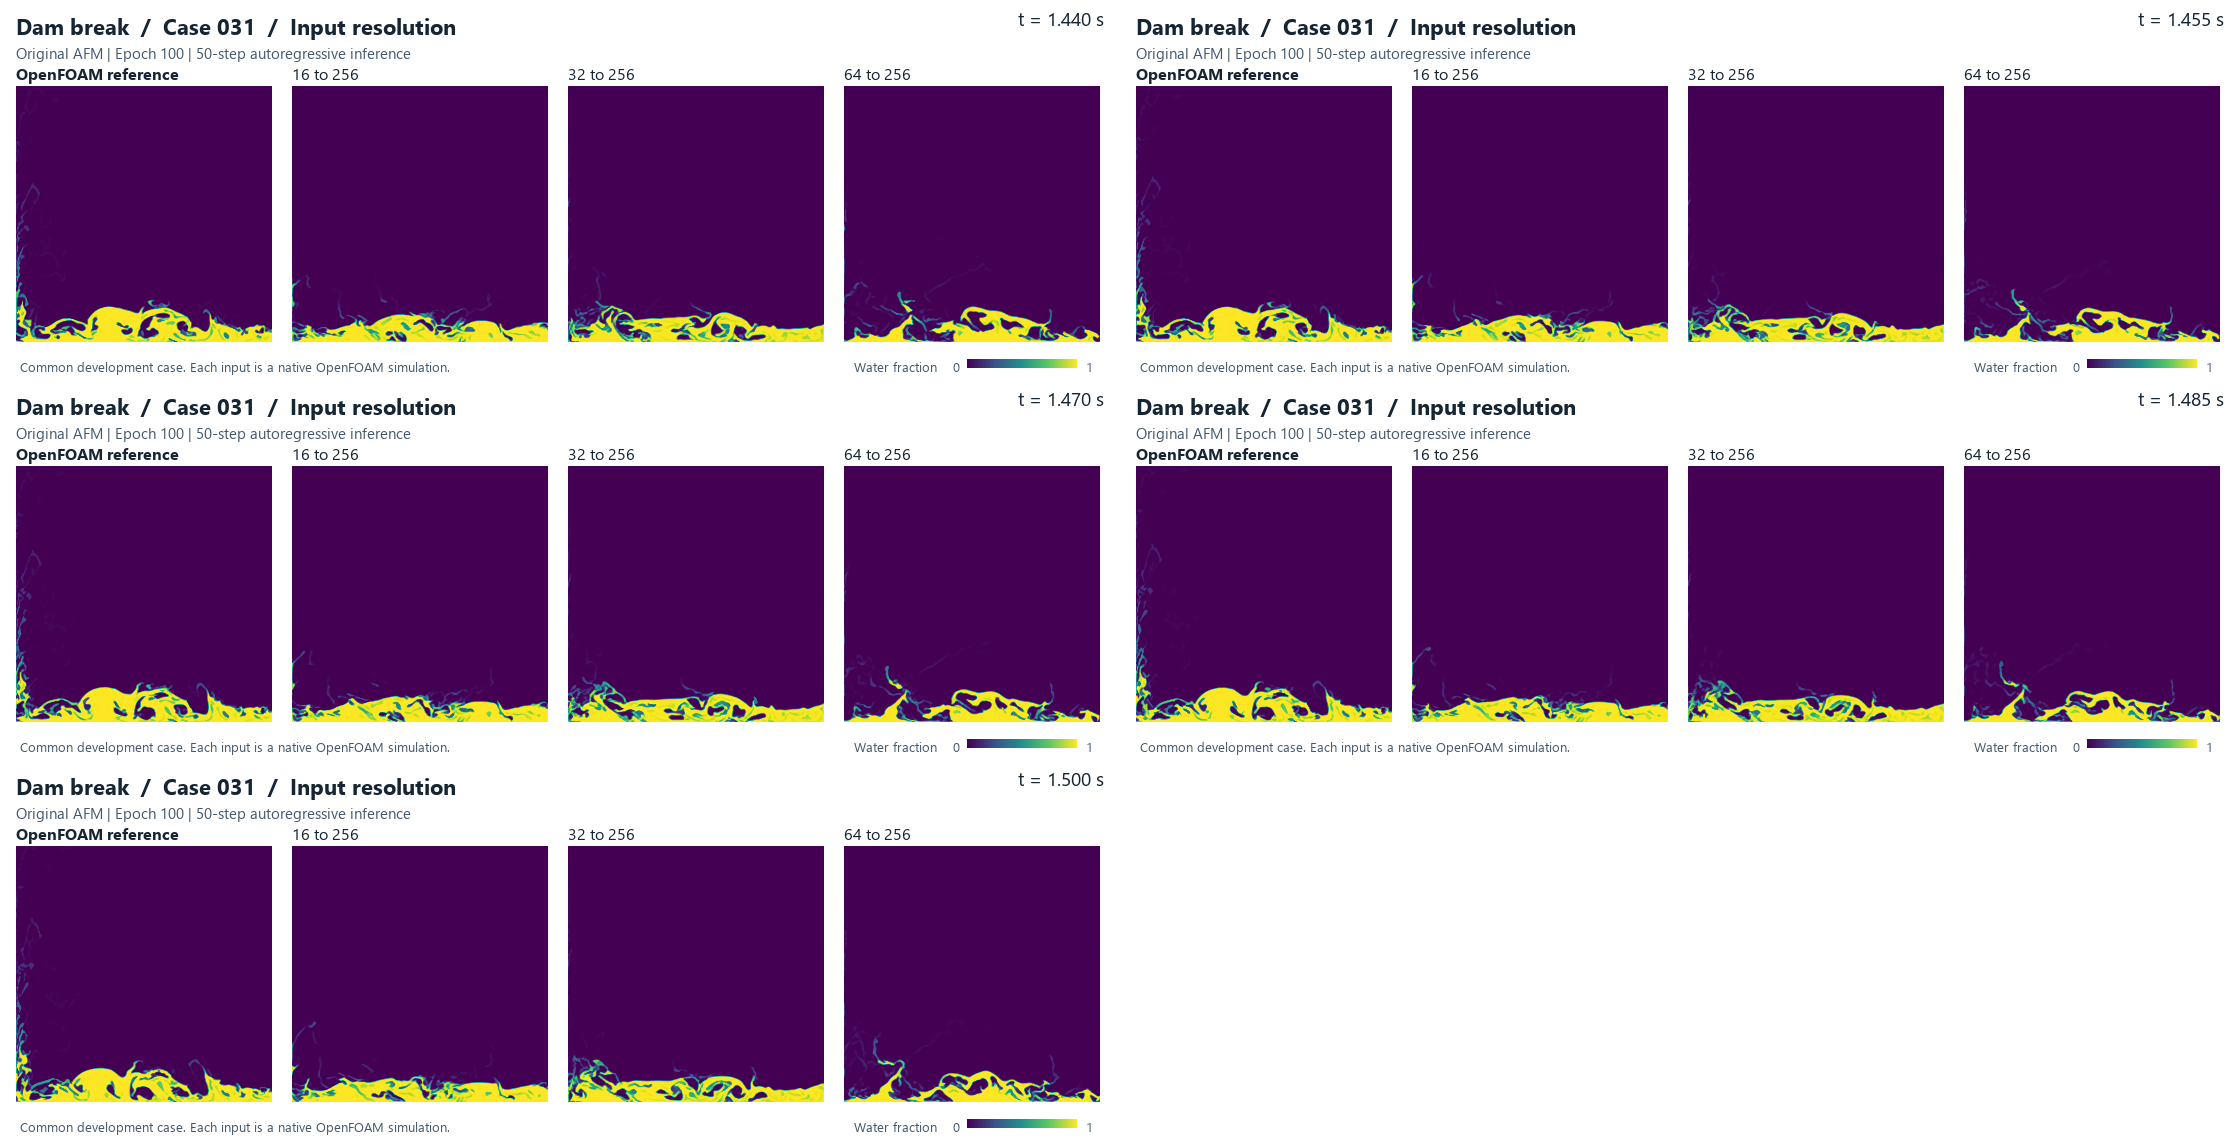 Dam break / Case 031 / Input resolution
t = 1.440 s
Original AFM | Epoch 100 | 50-step autoregressive inference
OpenFOAM reference
16 to 256
32 to 256
64 to 256
Common development case. Each input is a native OpenFOAM simulation.
Water fraction 0 1
Dam break / Case 031 / Input resolution
t = 1.455 s
Original AFM | Epoch 100 | 50-step autoregressive inference
OpenFOAM reference
16 to 256
32 to 256
64 to 256
Common development case. Each input is a native OpenFOAM simulation.
Water fraction 0 1
Dam break / Case 031 / Input resolution
t = 1.470 s
Original AFM | Epoch 100 | 50-step autoregressive inference
OpenFOAM reference
16 to 256
32 to 256
64 to 256
Common development case. Each input is a native OpenFOAM simulation.
Water fraction 0 1
Dam break / Case 031 / Input resolution
t = 1.485 s
Original AFM | Epoch 100 | 50-step autoregressive inference
OpenFOAM reference
16 to 256
32 to 256
64 to 256
Common development case. Each input is a native OpenFOAM simulation.
Water fraction 0 1
Dam break / Case 031 / Input resolution
t = 1.500 s
Original AFM | Epoch 100 | 50-step autoregressive inference
OpenFOAM reference
16 to 256
32 to 256
64 to 256
Common development case. Each input is a native OpenFOAM simulation.
Water fraction 0 1